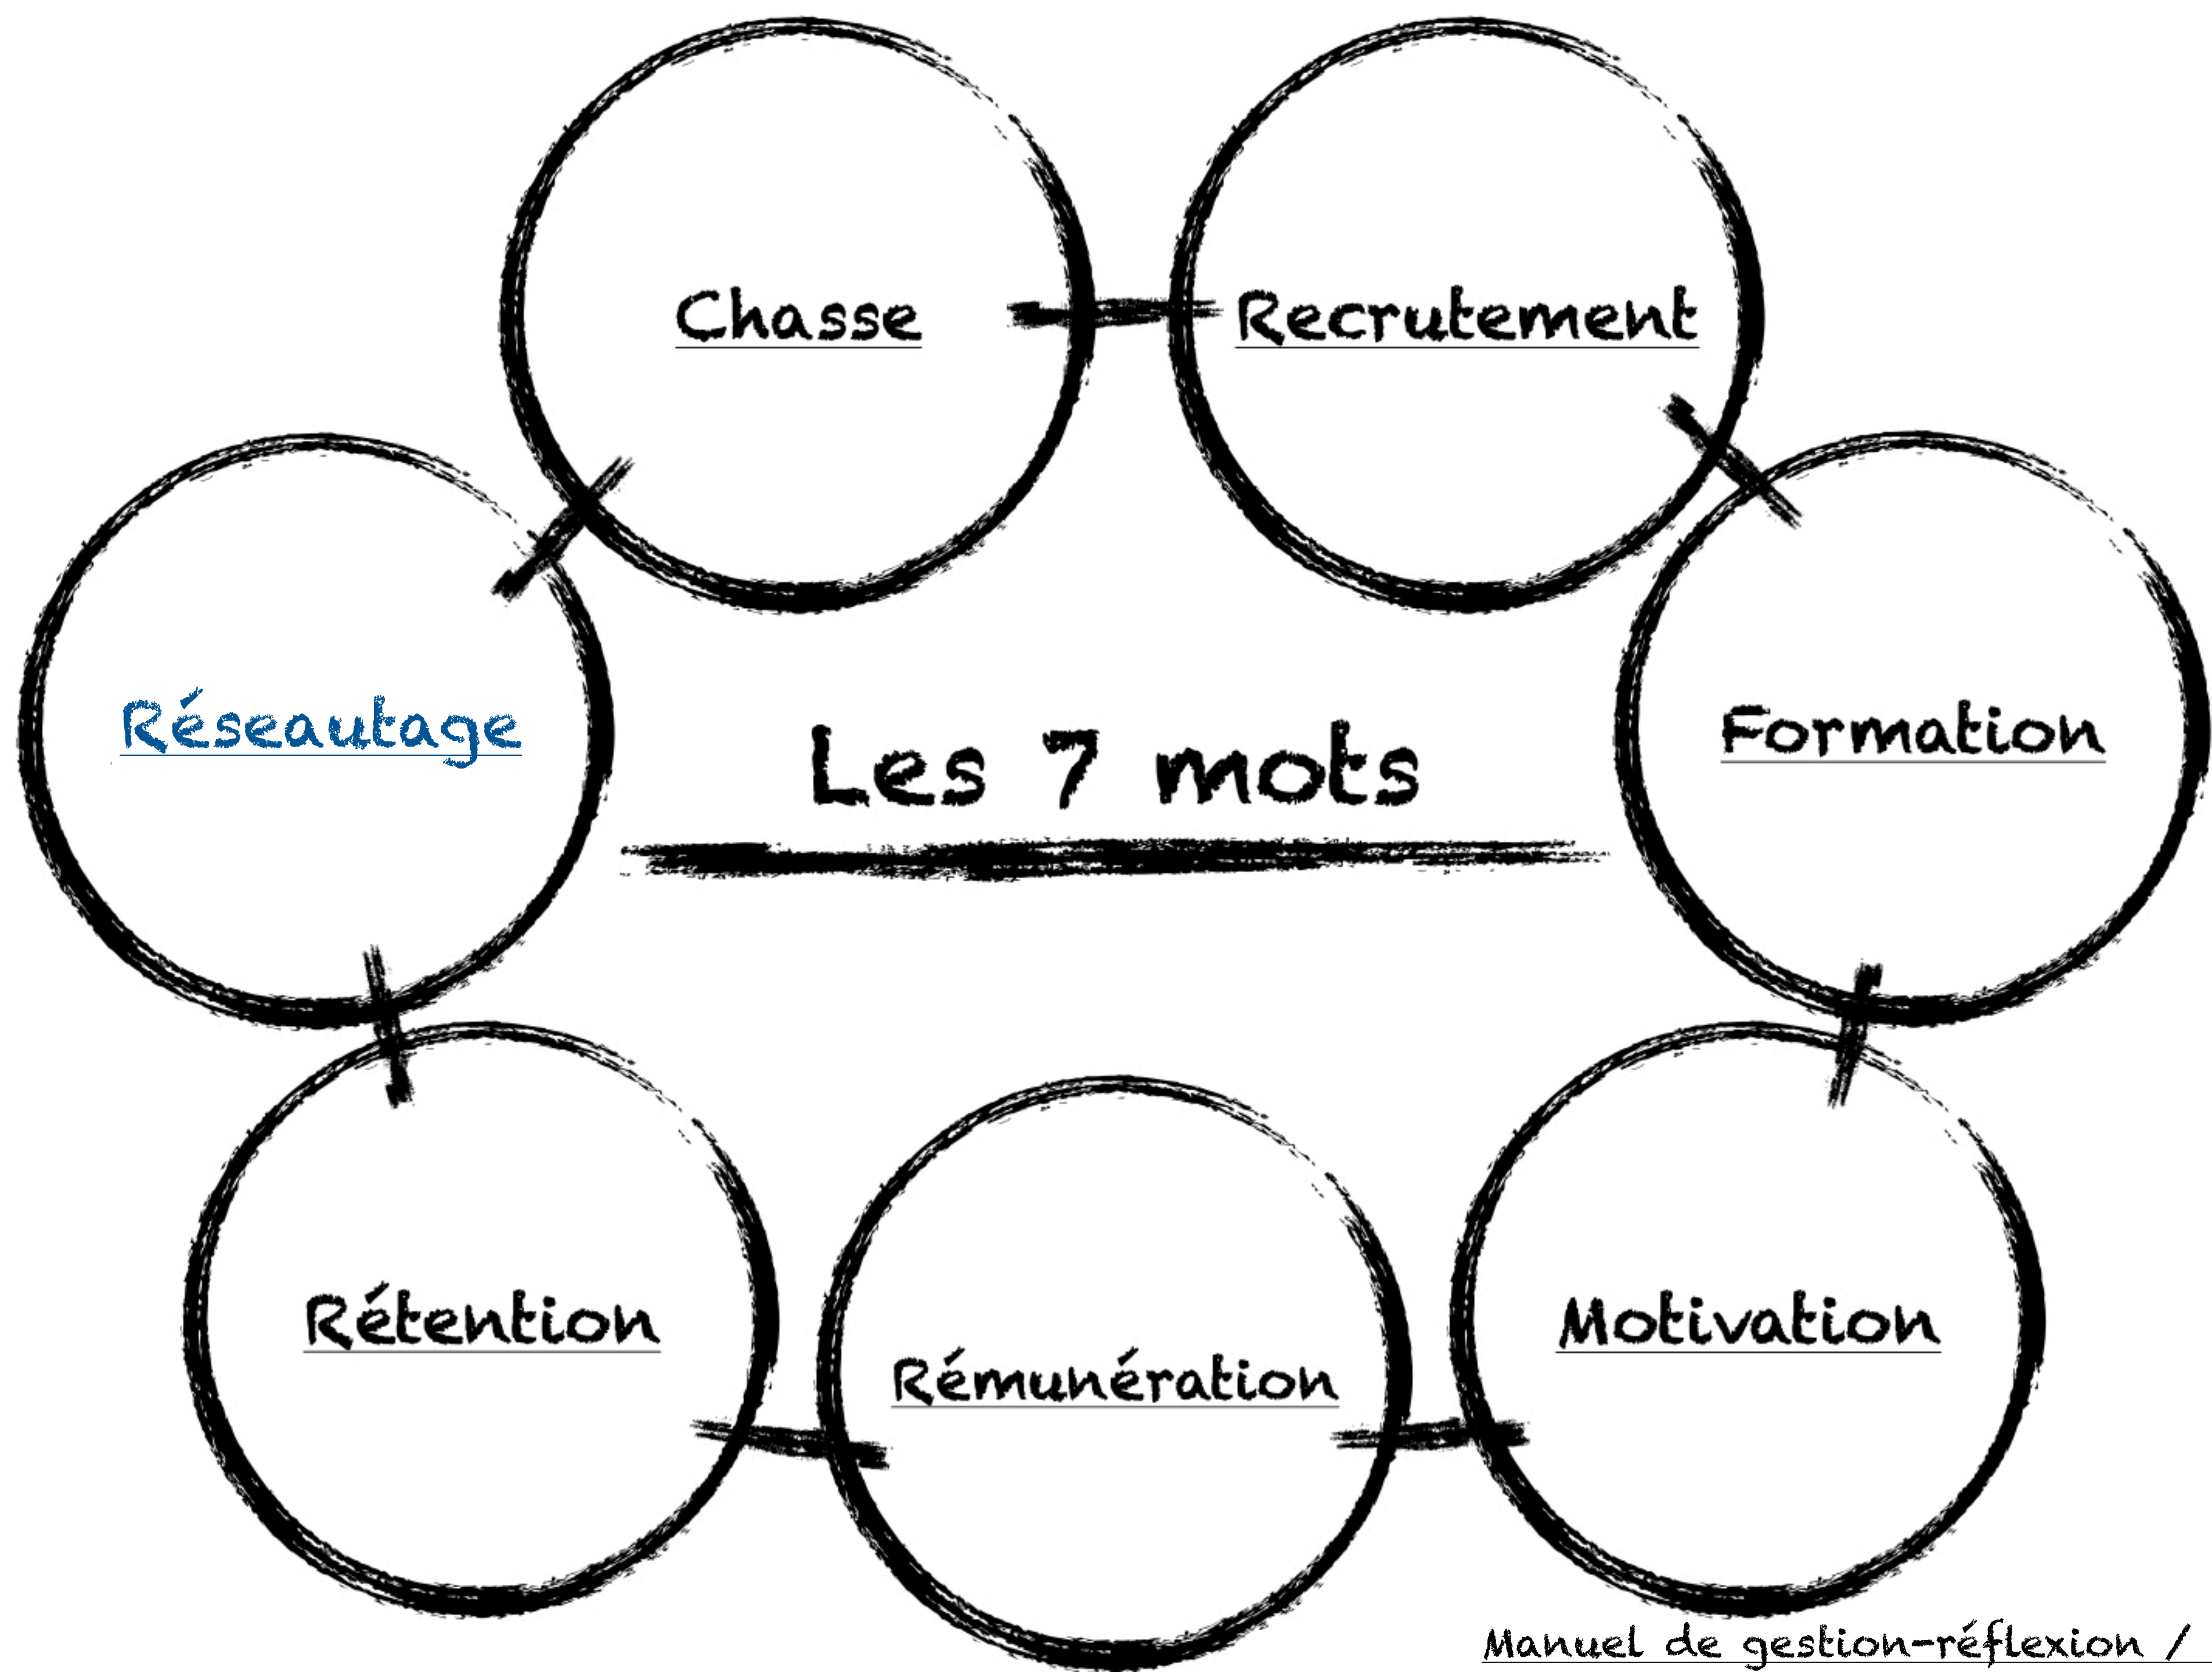 Chasse
Recrutement
Réseautage
Les 7 mots
Formation
Rétention
Rémunération
Motivation
Manuel de gestion-réflexion /